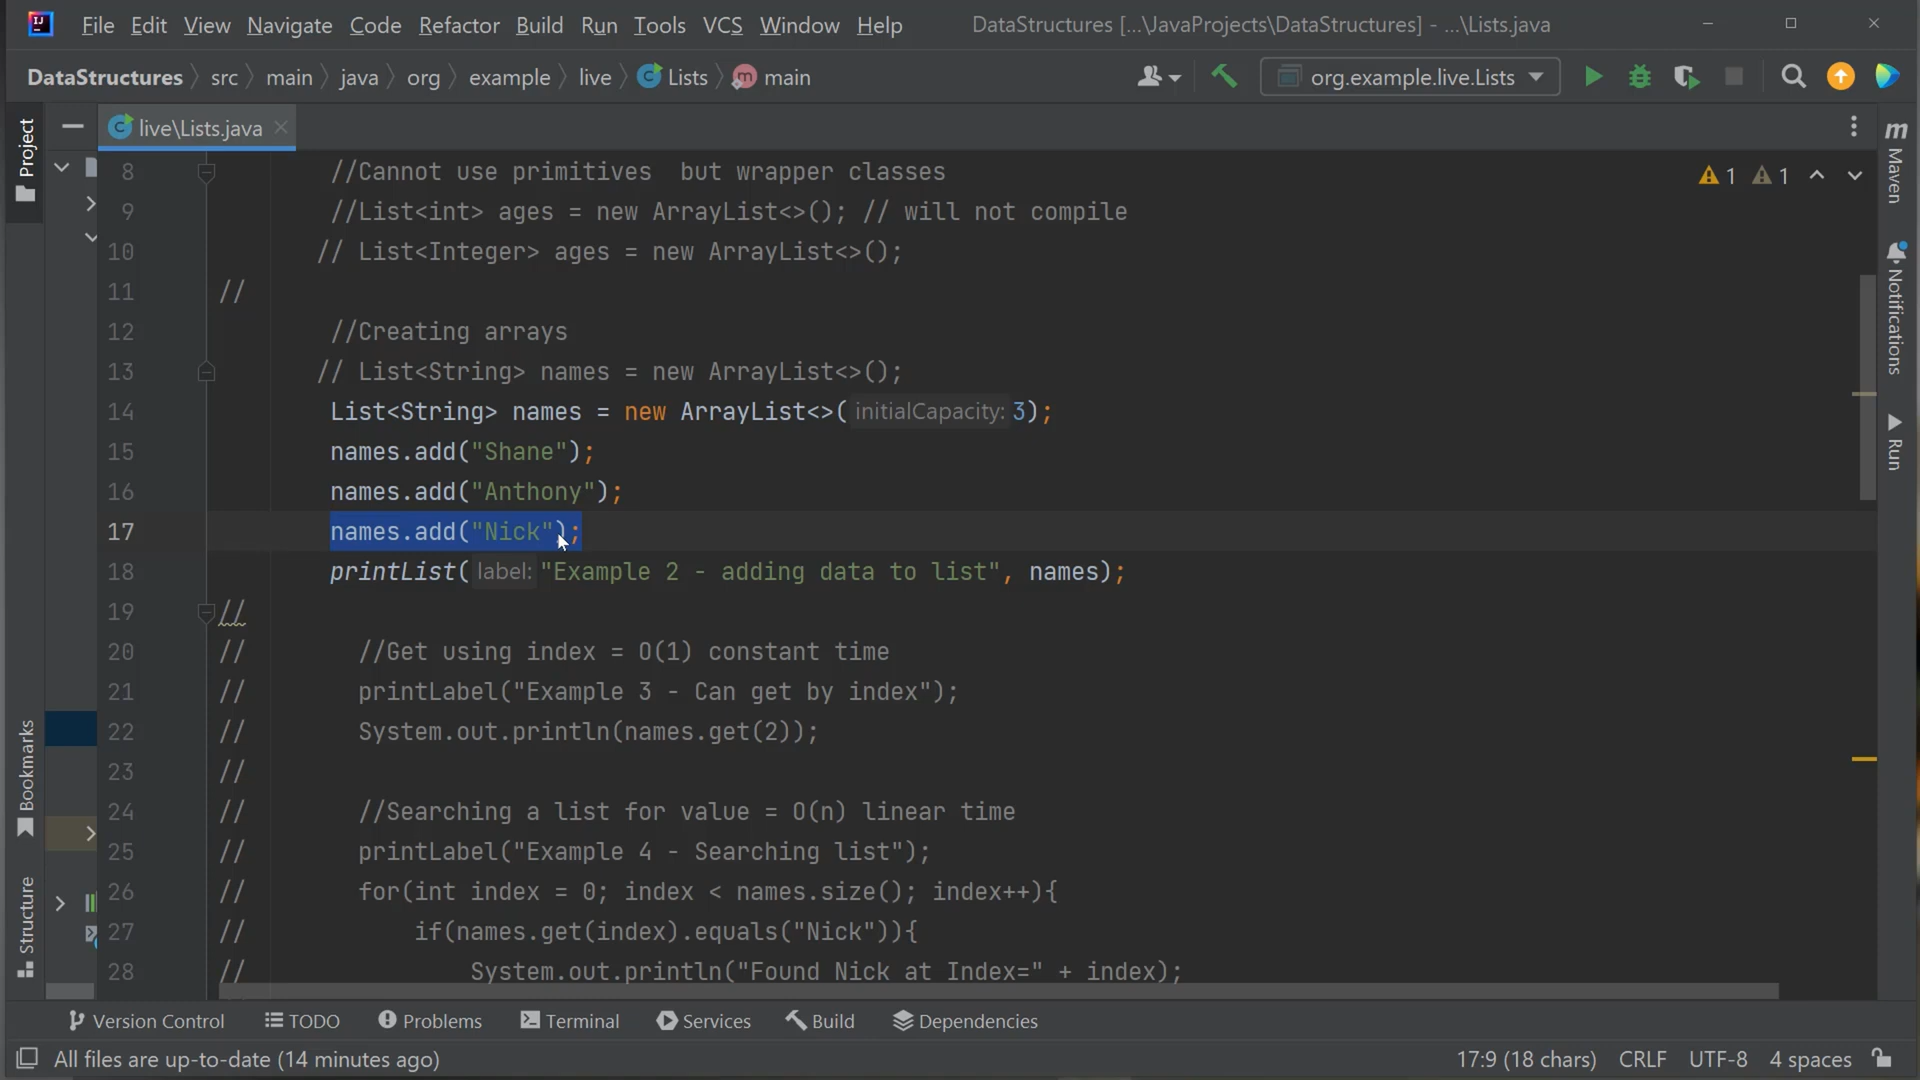 File Edit View Navigate Code Refactor Build Run Tools VCS Window Help DataStructures [...\JavaProjects\DataStructures] - ...\Lists.java
DataStructures src main java org example live Lists main org.example.live.Lists
live\Lists.java
Project
Bookmarks
Structure
8 //Cannot use primitives  but wrapper classes
9 //List<int> ages = new ArrayList<>(); // will not compile
10 // List<Integer> ages = new ArrayList<>();
11 //
12 //Creating arrays
13 // List<String> names = new ArrayList<>();
14 List<String> names = new ArrayList<>( initialCapacity: 3);
15 names.add("Shane");
16 names.add("Anthony");
17 names.add("Nick");
18 printList( label: "Example 2 - adding data to list", names);
19 //
20 // //Get using index = O(1) constant time
21 // printLabel("Example 3 - Can get by index");
22 // System.out.println(names.get(2));
23 //
24 // //Searching a list for value = O(n) linear time
25 // printLabel("Example 4 - Searching list");
26 // for(int index = 0; index < names.size(); index++){
27 // if(names.get(index).equals("Nick")){
28 // System.out.println("Found Nick at Index=" + index);
1 1
m Maven
Notifications
Run
Version Control TODO Problems Terminal Services Build Dependencies
All files are up-to-date (14 minutes ago) 17:9 (18 chars) CRLF UTF-8 4 spaces